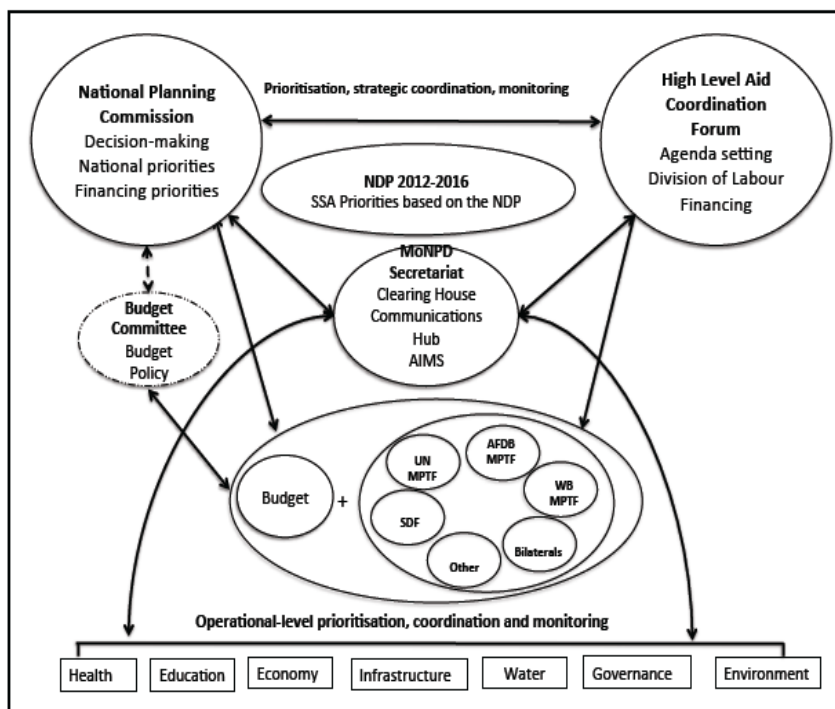 National Planning
Commission
Decision-making
National priorities
Financing priorities
Prioritisation, strategic coordination, monitoring
High Level Aid
Coordination
Forum
Agenda setting
Division of Labour
Financing
NDP 2012-2016
SSA Priorities based on the NDP
MoNPD
Secretariat
Clearing House
Communications
Hub
AIMS
Budget
Committee
Budget
Policy
Budget
+
UN
MPTF
AFDB
MPTF
WB
MPTF
SDF
Other
Bilaterals
Operational-level prioritisation, coordination and monitoring
Health
Education
Economy
Infrastructure
Water
Governance
Environment